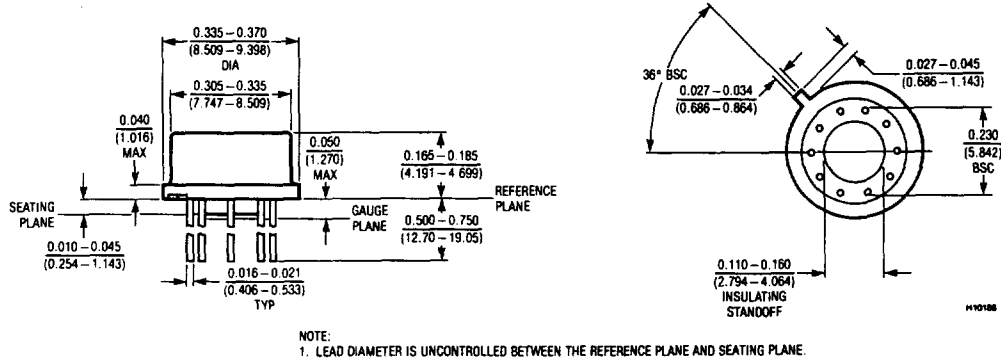 0.335–0.370
(8.509–9.398)
DIA
0.305–0.335
(7.747–8.509)
0.040
(1.016)
MAX
0.050
(1.270)
MAX
0.165–0.185
(4.191–4.699)
SEATING
PLANE
GAUGE
PLANE
REFERENCE
PLANE
0.500–0.750
(12.70–19.05)
0.010–0.045
(0.254–1.143)
0.016–0.021
(0.406–0.533)
TYP
36° BSC
0.027–0.034
(0.686–0.864)
0.027–0.045
(0.686–1.143)
0.230
(5.842)
BSC
0.110–0.160
(2.794–4.064)
INSULATING
STANDOFF
H10186
NOTE:
1. LEAD DIAMETER IS UNCONTROLLED BETWEEN THE REFERENCE PLANE AND SEATING PLANE.